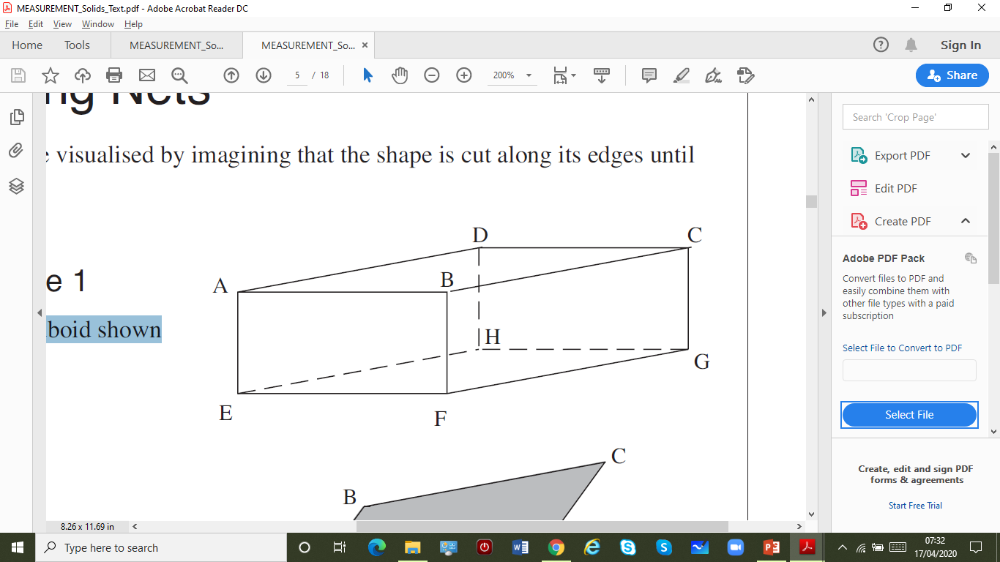 MEASUREMENT_Solids_Text.pdf - Adobe Acrobat Reader DC
File Edit View Window Help
Home Tools MEASUREMENT_So... MEASUREMENT_So... × Sign In
5 / 18 200% Share
ng Nets
e visualised by imagining that the shape is cut along its edges until
D C
A B
e 1
boid shown
H
G
E F
C
B
8.26 x 11.69 in
Search 'Crop Page'
Export PDF
Edit PDF
Create PDF
Adobe PDF Pack
Convert files to PDF and
easily combine them with
other file types with a paid
subscription
Select File to Convert to PDF
Select File
Create, edit and sign PDF
forms & agreements
Start Free Trial
Type here to search
07:32
17/04/2020